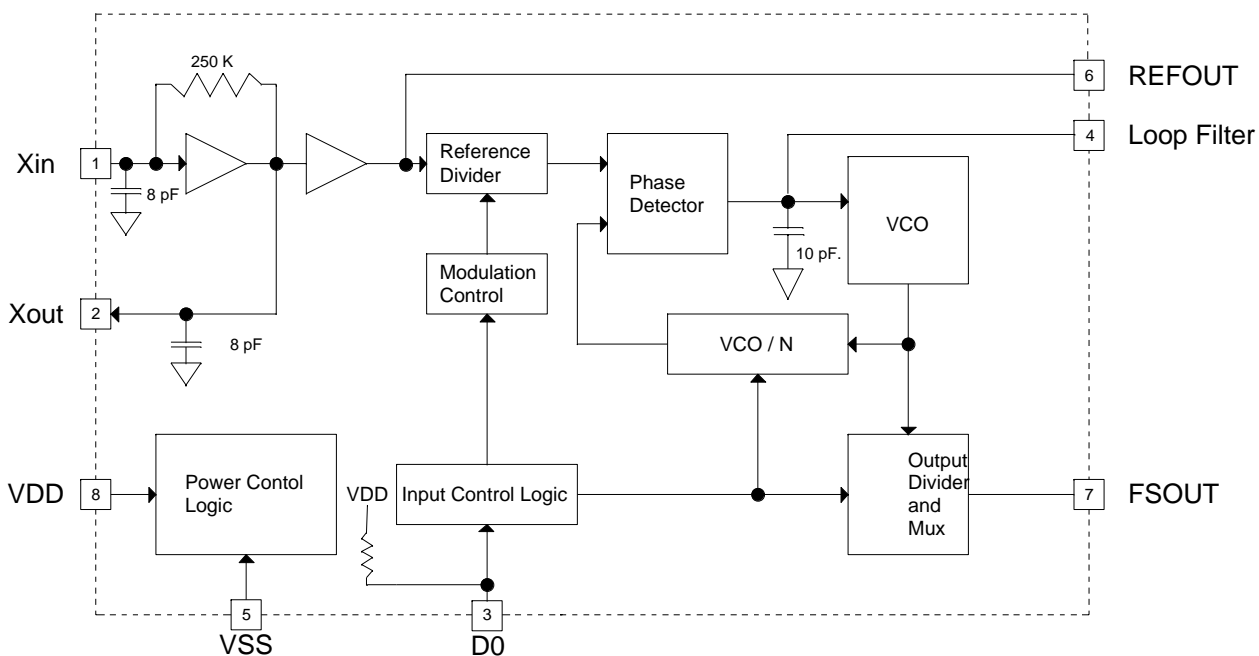 250 K
6
REFOUT
4
Loop Filter
Xin
1
8 pF
Reference
Divider
Phase
Detector
VCO
10 pF.
Modulation
Control
Xout
2
8 pF
VCO / N
VDD
8
Power Contol
Logic
VDD
Input Control Logic
Output
Divider
and
Mux
7
FSOUT
5
VSS
3
D0